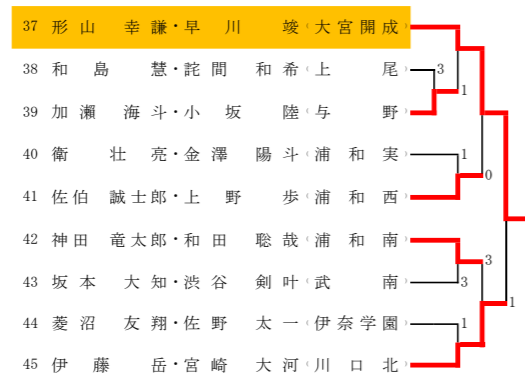 37 形山 幸謙・早川 竣（大宮開成）
38 和島 慧・詫間 和希（上尾） 3
39 加瀬 海斗・小坂 陸（与野） 1
40 衛 壮亮・金澤 陽斗（浦和実） 1
41 佐伯 誠士郎・上野 歩（浦和西） 0
42 神田 竜太郎・和田 聡哉（浦和南） 3
43 坂本 大知・渋谷 剣叶（武南） 3
44 菱沼 友翔・佐野 太一（伊奈学園） 1 1
45 伊藤 岳・宮崎 大河（川口北）